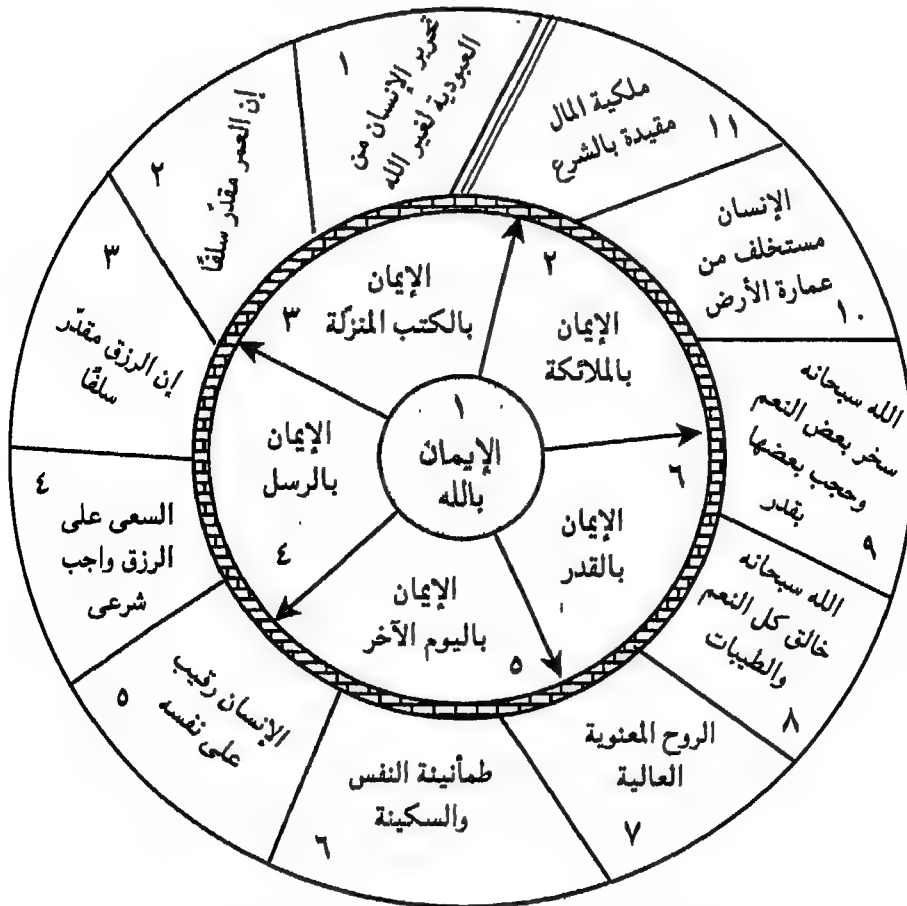 ١
الإيمان
بالله
٢
الإيمان
بالملائكة
٣
الإيمان
بالكتب المنزلّة
٤
الإيمان
بالرسل
٥
الإيمان
باليوم الآخر
٦
الإيمان
بالقدر
١
تحرير الإنسان من
العبودية لغير الله
٢
إن العمر مقدّر سلفًا
٣
إن الرزق مقدّر
سلفًا
٤
السعى على
الرزق واجب
شرعى
٥
الإنسان رقيب
على نفسه
٦
طمأنينة النفس
والسكينة
٧
الروح المعنوية
العالية
٨
الله سبحانه
خالق كل النعم
والطيبات
٩
الله سبحانه
سخر بعض النعم
وحجب بعضها
بقدر
١٠
الإنسان
مستخلف من
عمارة الأرض
١١
ملكية المال
مقيدة بالشرع